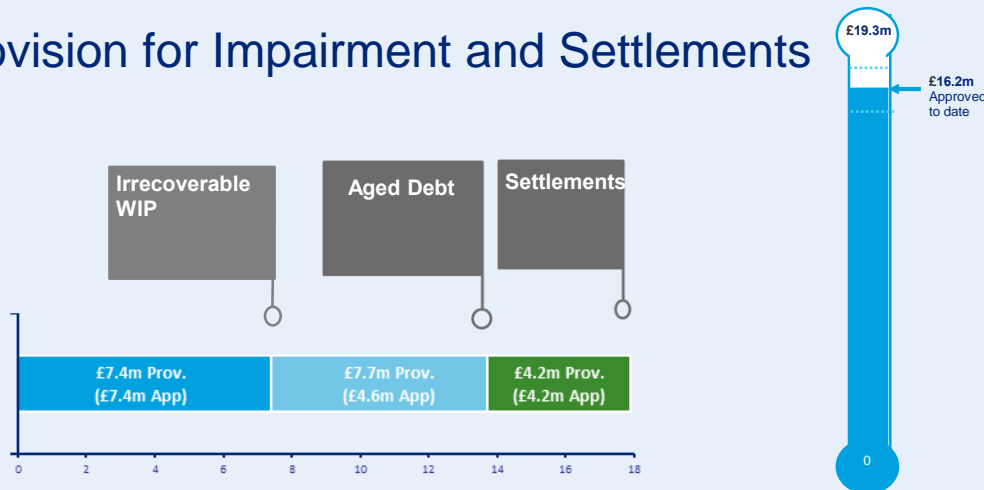 ovision for Impairment and Settlements
£19.3m
£16.2m
Approved
to date
Irrecoverable
WIP
Aged Debt
Settlements
£7.4m Prov.
(£7.4m App)
£7.7m Prov.
(£4.6m App)
£4.2m Prov.
(£4.2m App)
0 2 4 6 8 10 12 14 16 18
0